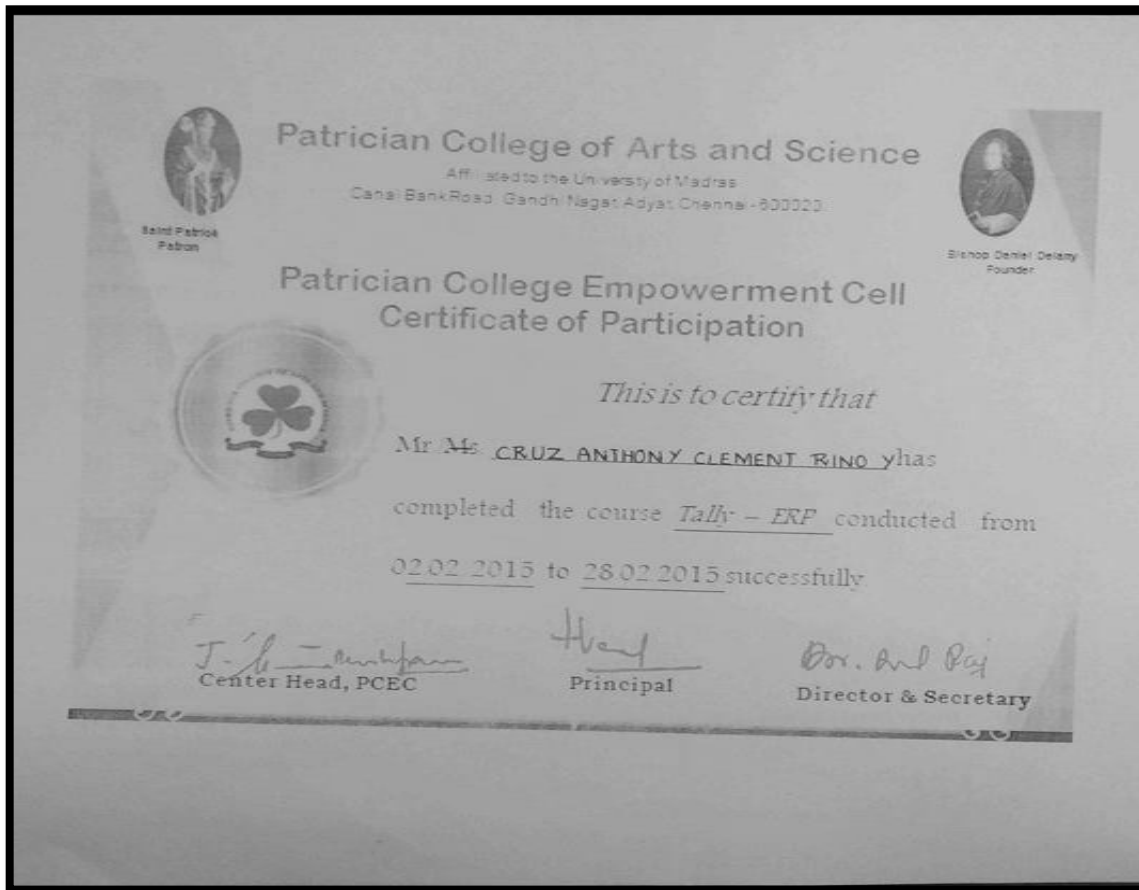 Patrician College of Arts and Science
Affiliated to the University of Madras
Canal Bank Road, Gandhi Nagar, Adyar, Chennai - 600020.
Saint Patrick
Patron
Bishop Daniel Delany
Founder
Patrician College Empowerment Cell
Certificate of Participation
This is to certify that
Mr Ms. CRUZ ANTHONY CLEMENT RINO Y has
completed the course Tally – ERP conducted from
02.02.2015 to 28.02.2015 successfully
Center Head, PCEC
Principal
Bro. Arul Raj
Director & Secretary